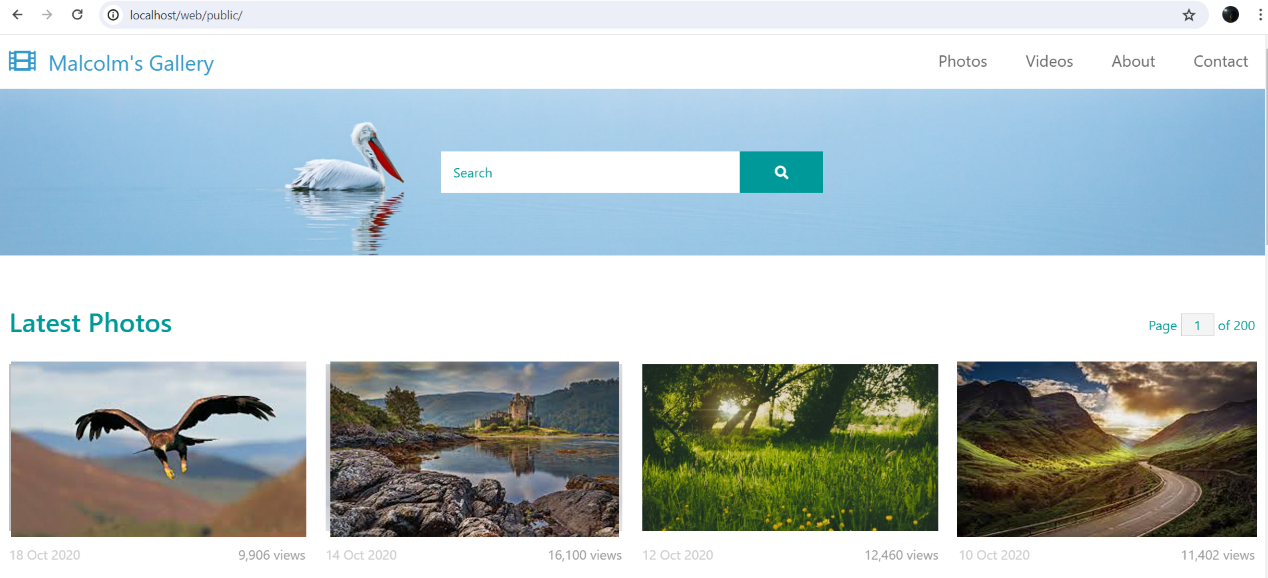 localhost/web/public/
Malcolm's Gallery
Photos Videos About Contact
Search
Latest Photos
Page 1 of 200
18 Oct 2020 9,906 views 14 Oct 2020 16,100 views 12 Oct 2020 12,460 views 10 Oct 2020 11,402 views